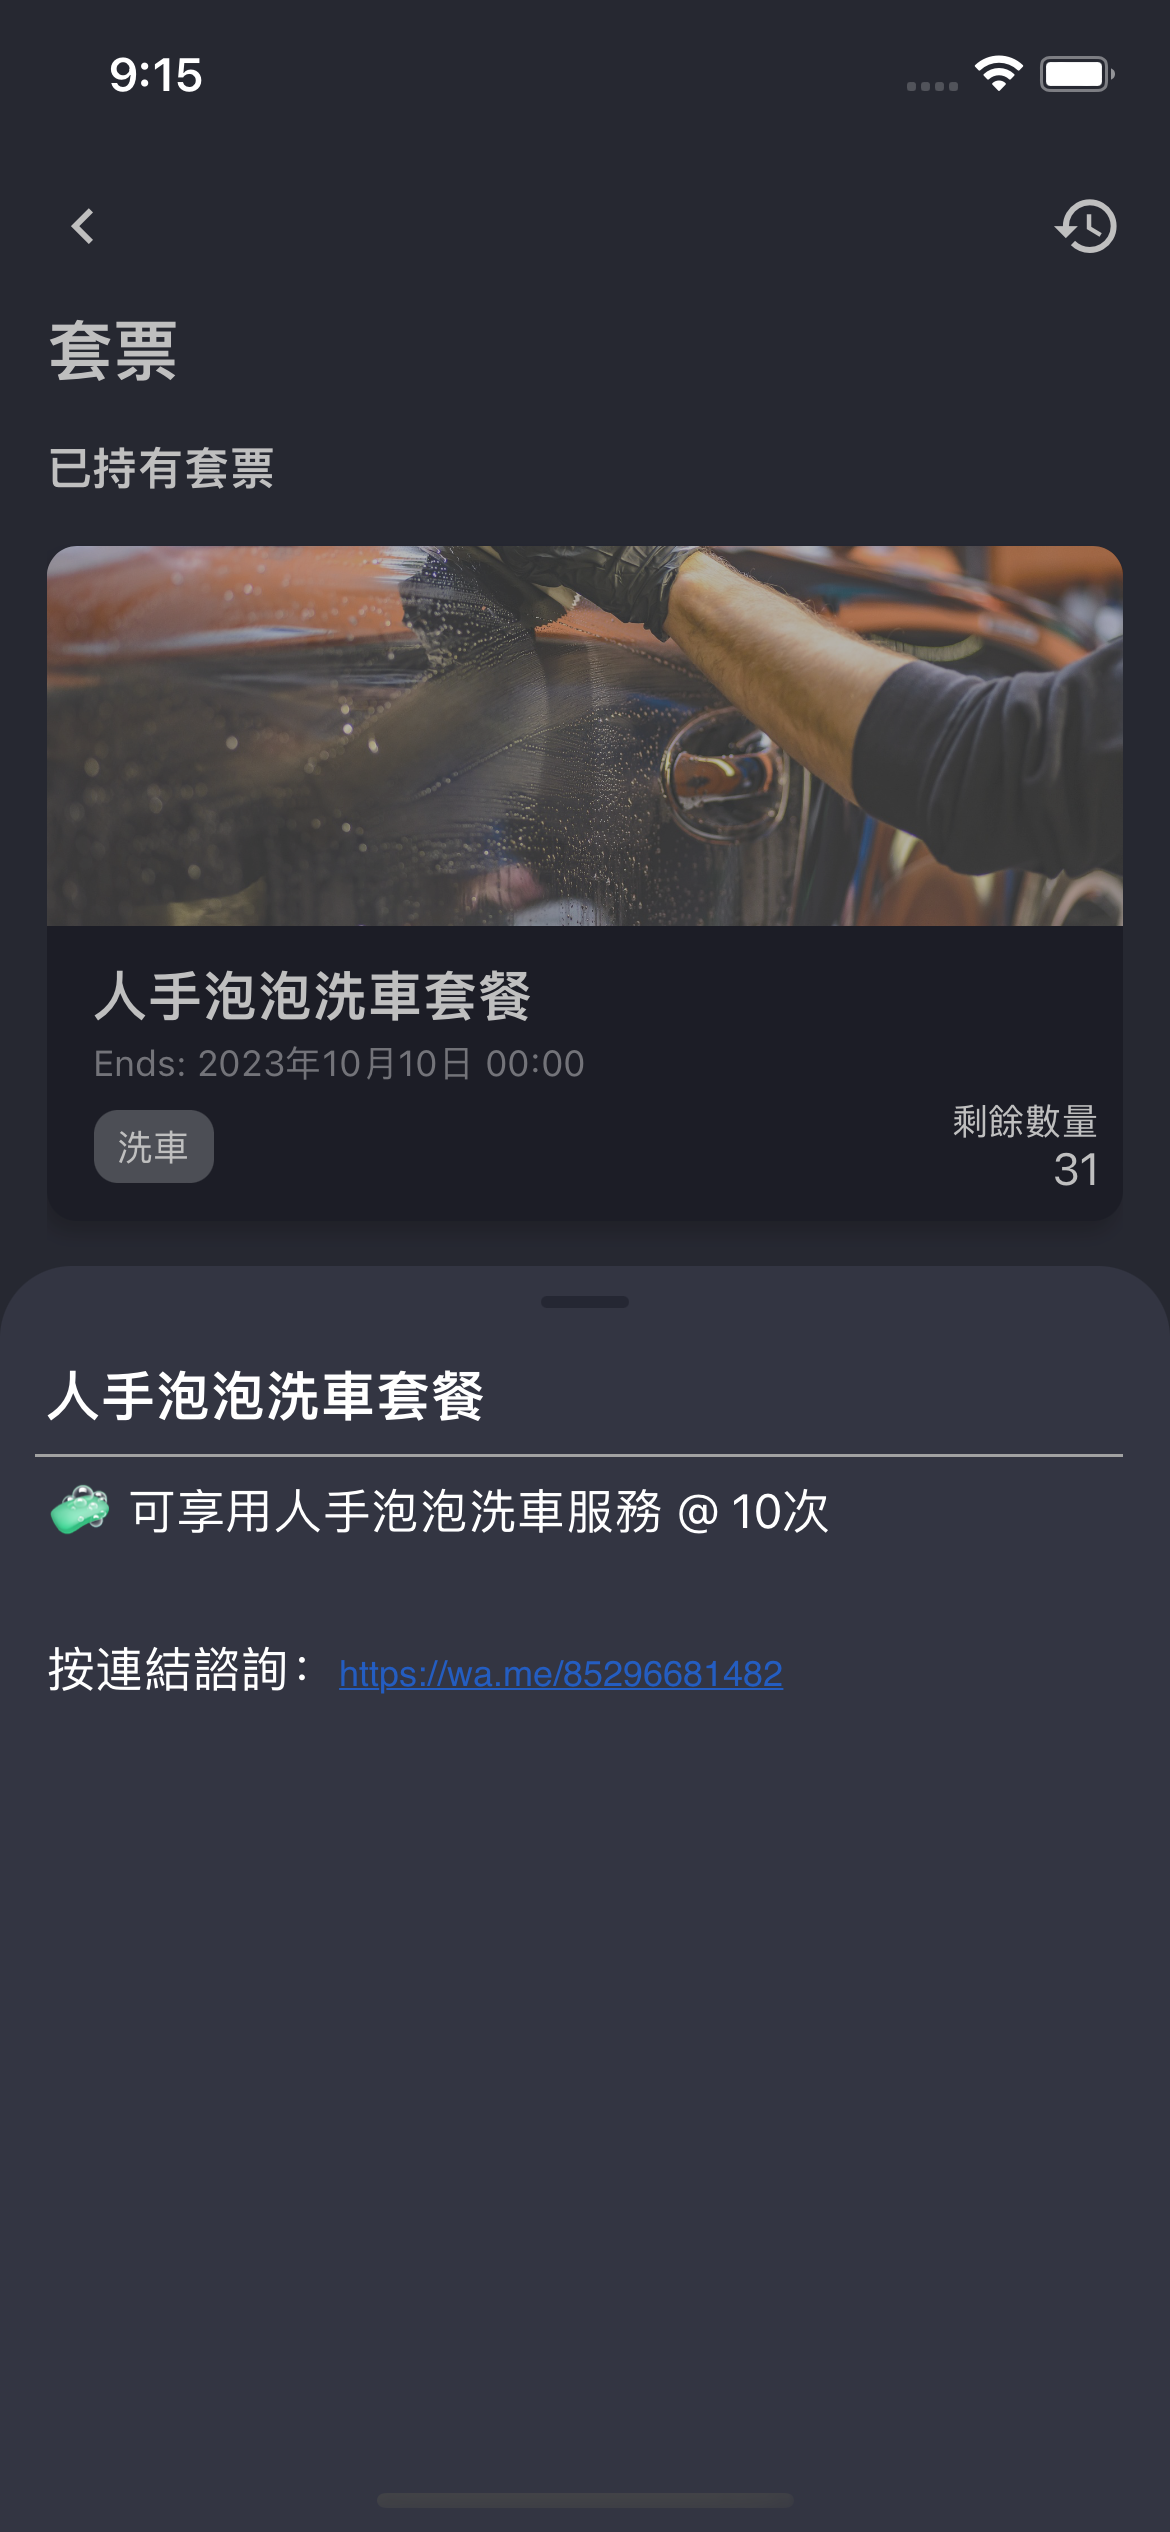 9:15
套票
已持有套票
人手泡泡洗車套餐
Ends: 2023年10月10日 00:00
洗車
剩餘數量
31
人手泡泡洗車套餐
🧼 可享用人手泡泡洗車服務 @ 10次
按連結諮詢： https://wa.me/85296681482